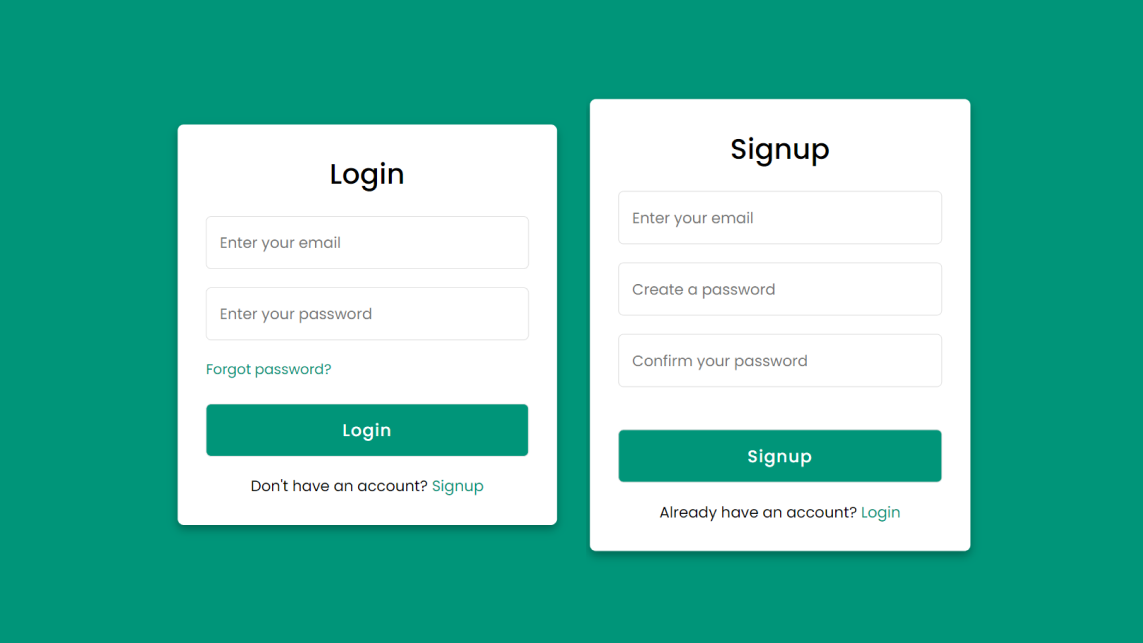 Login
Enter your email
Enter your password
Forgot password?
Login
Don't have an account? Signup
Signup
Enter your email
Create a password
Confirm your password
Signup
Already have an account? Login